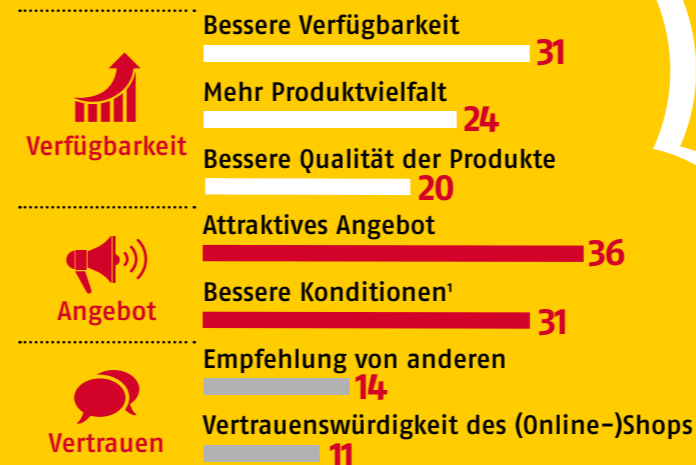 Verfügbarkeit
Bessere Verfügbarkeit
31
Mehr Produktvielfalt
24
Bessere Qualität der Produkte
20
Angebot
Attraktives Angebot
36
Bessere Konditionen¹
31
Vertrauen
Empfehlung von anderen
14
Vertrauenswürdigkeit des (Online-)Shops
11